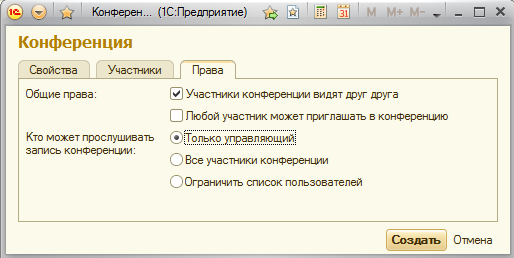 Конферен... (1С:Предприятие)
M M+ M-
Конференция
Свойства Участники Права
Общие права: Участники конференции видят друг друга
Любой участник может приглашать в конференцию
Кто может прослушивать запись конференции: Только управляющий
Все участники конференции
Ограничить список пользователей
Создать Отмена